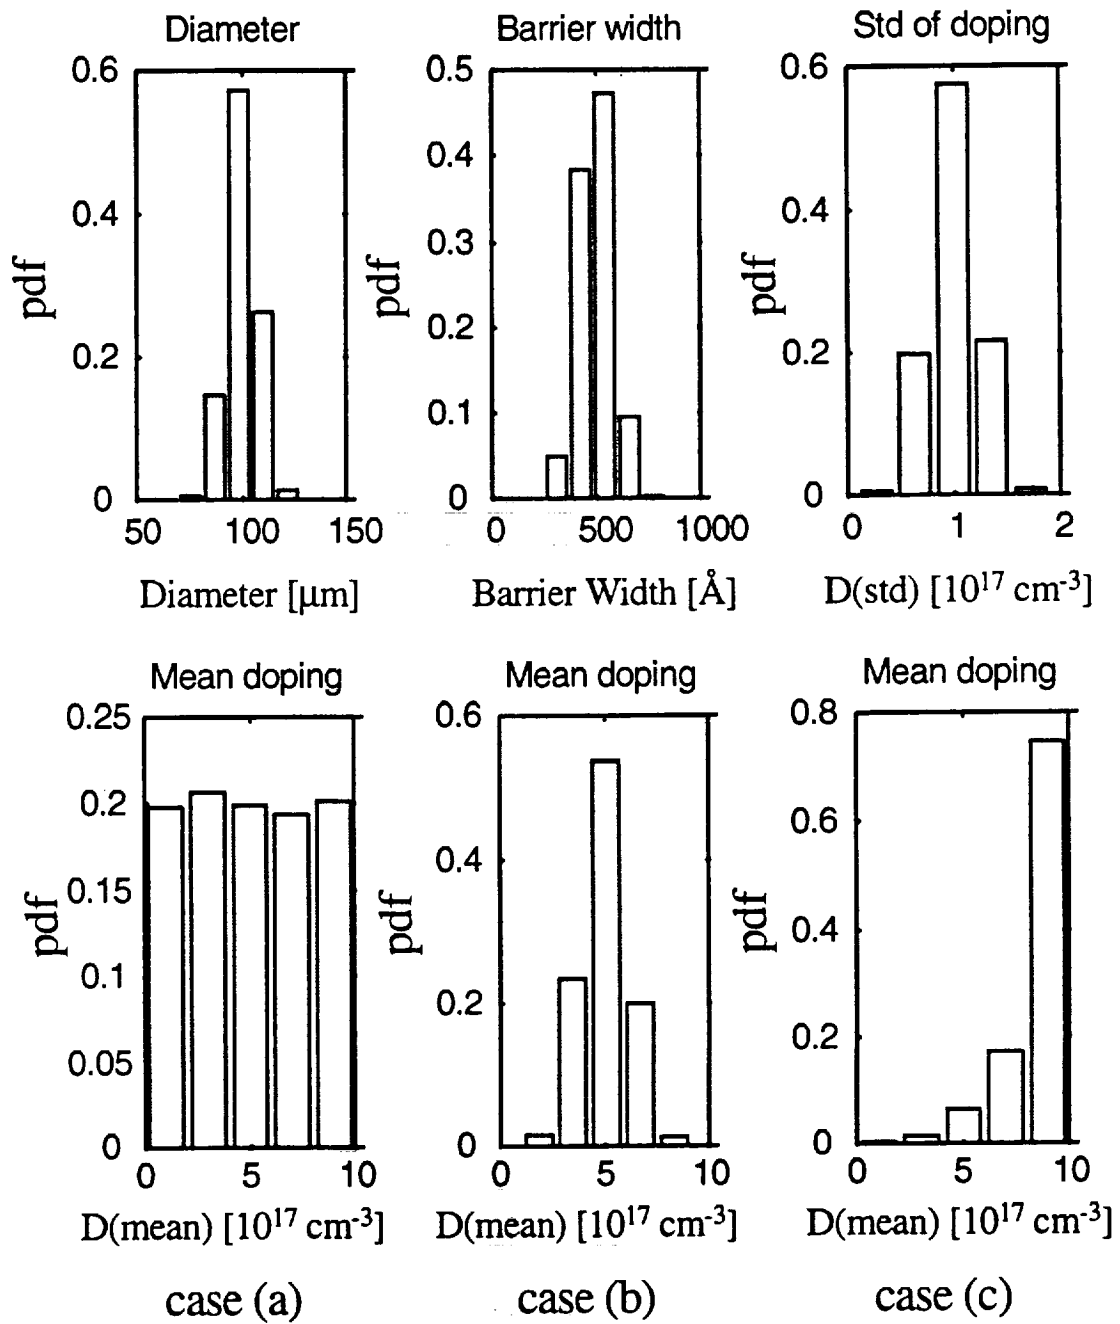 Diameter
Barrier width
Std of doping
0.6
0.4
0.2
0
pdf
50
100
150
Diameter [μm]
0.5
0.4
0.3
0.2
0.1
0
pdf
0
500
1000
Barrier Width [Å]
0.6
0.4
0.2
0
pdf
0
1
2
D(std) [10¹⁷ cm⁻³]
Mean doping
Mean doping
Mean doping
0.25
0.2
0.15
0.1
0.05
0
pdf
0
5
10
D(mean) [10¹⁷ cm⁻³]
0.6
0.4
0.2
0
pdf
0
5
10
D(mean) [10¹⁷ cm⁻³]
0.8
0.6
0.4
0.2
0
pdf
0
5
10
D(mean) [10¹⁷ cm⁻³]
case (a)
case (b)
case (c)